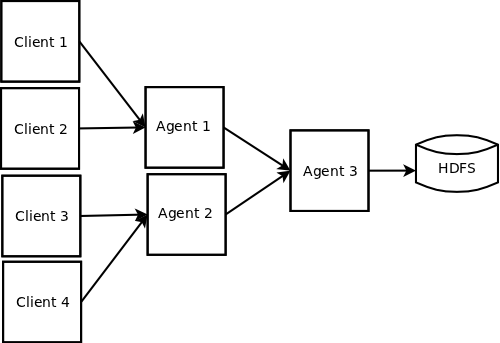 Client 1
Client 2
Client 3
Client 4
Agent 1
Agent 2
Agent 3
HDFS